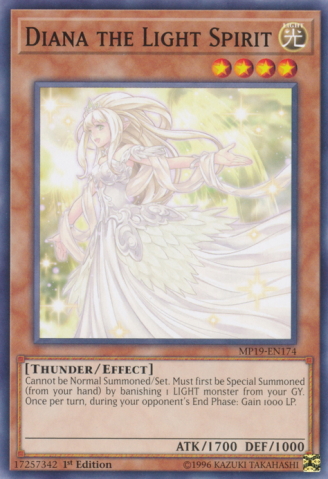 DIANA THE LIGHT SPIRIT
LIGHT
光
MP19-EN174
[THUNDER/EFFECT]
Cannot be Normal Summoned/Set. Must first be Special Summoned
(from your hand) by banishing 1 LIGHT monster from your GY.
Once per turn, during your opponent's End Phase: Gain 1000 LP.
ATK/1700 DEF/1000
17257342 1st Edition ©1996 KAZUKI TAKAHASHI